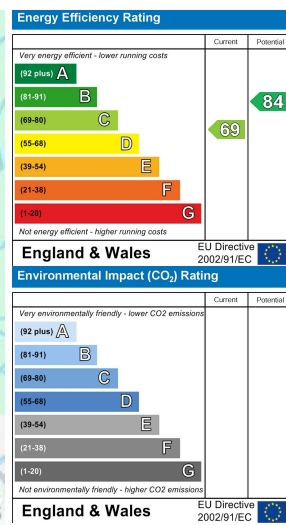 Energy Efficiency Rating
Current Potential
Very energy efficient - lower running costs
(92 plus) A
(81-91) B
(69-80) C
(55-68) D
(39-54) E
(21-38) F
(1-20) G
69
84
Not energy efficient - higher running costs
England & Wales
EU Directive
2002/91/EC
Environmental Impact (CO₂) Rating
Current Potential
Very environmentally friendly - lower CO2 emissions
(92 plus) A
(81-91) B
(69-80) C
(55-68) D
(39-54) E
(21-38) F
(1-20) G
Not environmentally friendly - higher CO2 emissions
England & Wales
EU Directive
2002/91/EC